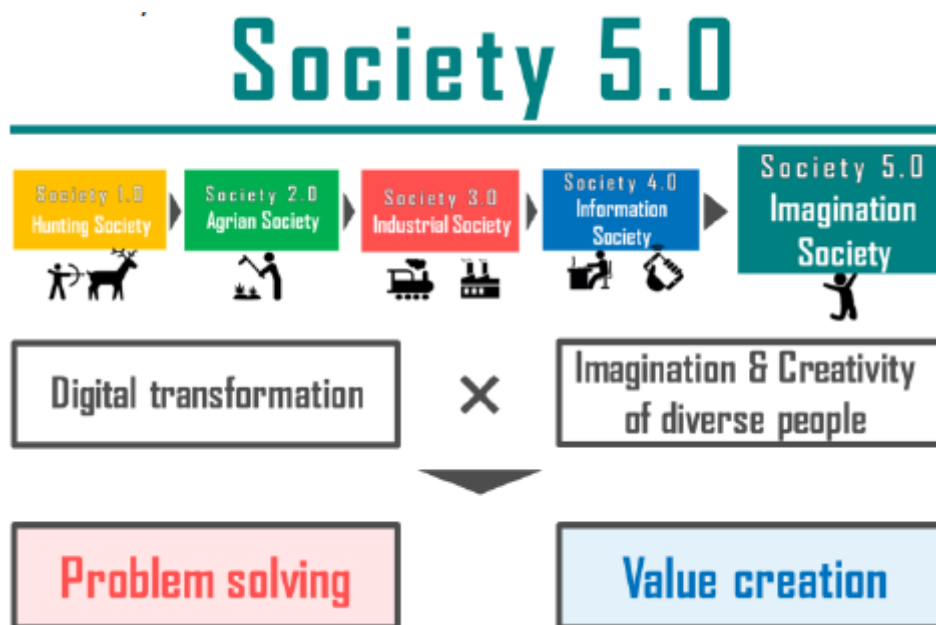 Society 5.0
Society 1.0
Hunting Society
Society 2.0
Agrian Society
Society 3.0
Industrial Society
Society 4.0
Information
Society
Society 5.0
Imagination
Society
Digital transformation
×
Imagination & Creativity
of diverse people
Problem solving
Value creation